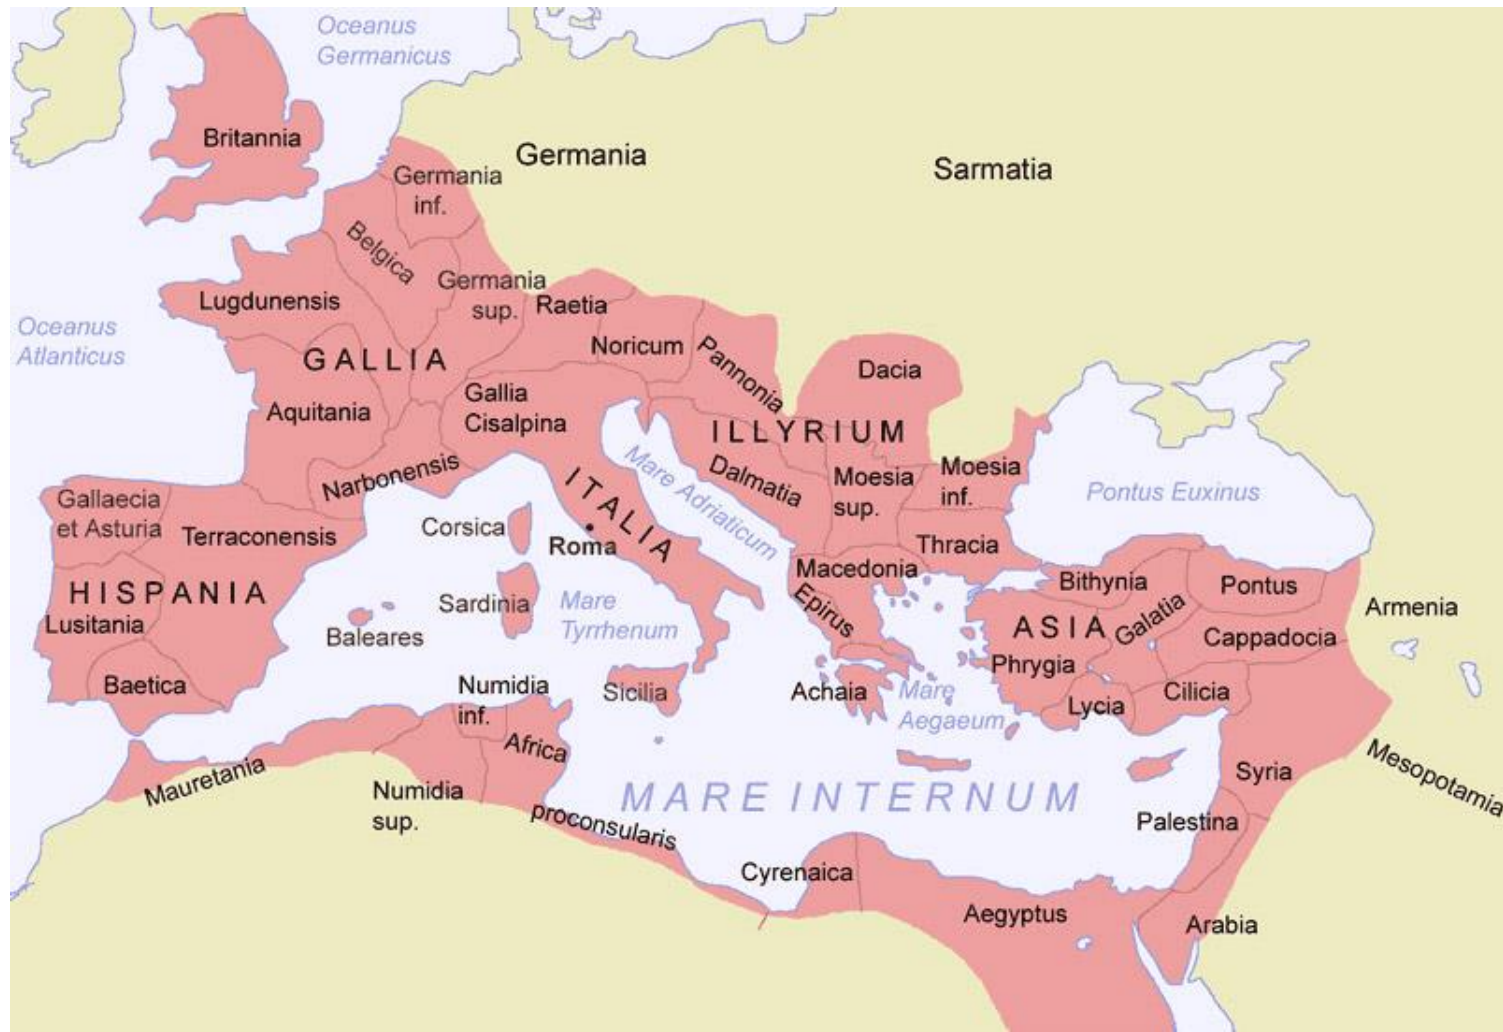 Oceanus
Germanicus
Britannia
Germania
Sarmatia
Germania
inf.
Belgica
Germania
sup.
Lugdunensis
Raetia
Oceanus
Atlanticus
Noricum
Pannonia
GALLIA
Dacia
Gallia
Cisalpina
Aquitania
ILLYRIUM
Narbonensis
Mare Adriaticum
Dalmatia
Moesia
sup.
Moesia
inf.
Pontus Euxinus
Gallaecia
et Asturia
Terraconensis
Corsica
ITALIA
Roma
Thracia
Macedonia
Bithynia
Pontus
HISPANIA
Lusitania
Sardinia
Mare
Tyrrhenum
Epirus
Armenia
ASIA
Galatia
Baleares
Cappadocia
Phrygia
Baetica
Numidia
inf.
Sicilia
Achaia
Mare
Aegaeum
Lycia
Cilicia
Africa
Mauretania
Syria
Mesopotamia
Numidia
sup.
MARE INTERNUM
proconsularis
Palestina
Cyrenaica
Aegyptus
Arabia